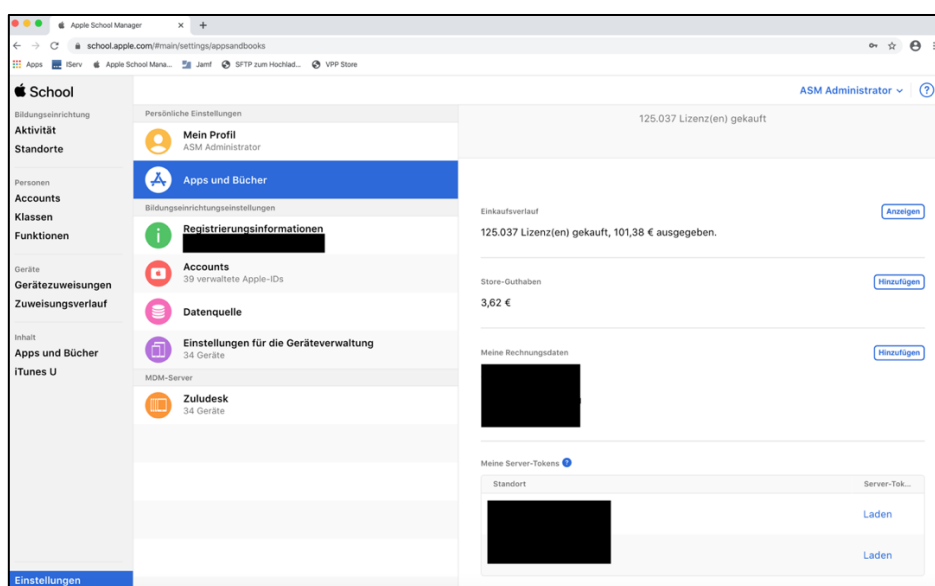 Apple School Manager
school.apple.com/#main/settings/appsandbooks
Apps IServ Apple School Mana... Jamf SFTP zum Hochlad... VPP Store
School
ASM Administrator
Bildungseinrichtung
Aktivität
Standorte
Personen
Accounts
Klassen
Funktionen
Geräte
Gerätezuweisungen
Zuweisungsverlauf
Inhalt
Apps und Bücher
iTunes U
Einstellungen
Persönliche Einstellungen
Mein Profil
ASM Administrator
Apps und Bücher
Bildungseinrichtungseinstellungen
Registrierungsinformationen
Accounts
39 verwaltete Apple-IDs
Datenquelle
Einstellungen für die Geräteverwaltung
34 Geräte
MDM-Server
Zuludesk
34 Geräte
125.037 Lizenz(en) gekauft
Einkaufsverlauf
Anzeigen
125.037 Lizenz(en) gekauft, 101,38 € ausgegeben.
Store-Guthaben
Hinzufügen
3,62 €
Meine Rechnungsdaten
Hinzufügen
Meine Server-Tokens ?
Standort Server-Tok...
Laden
Laden